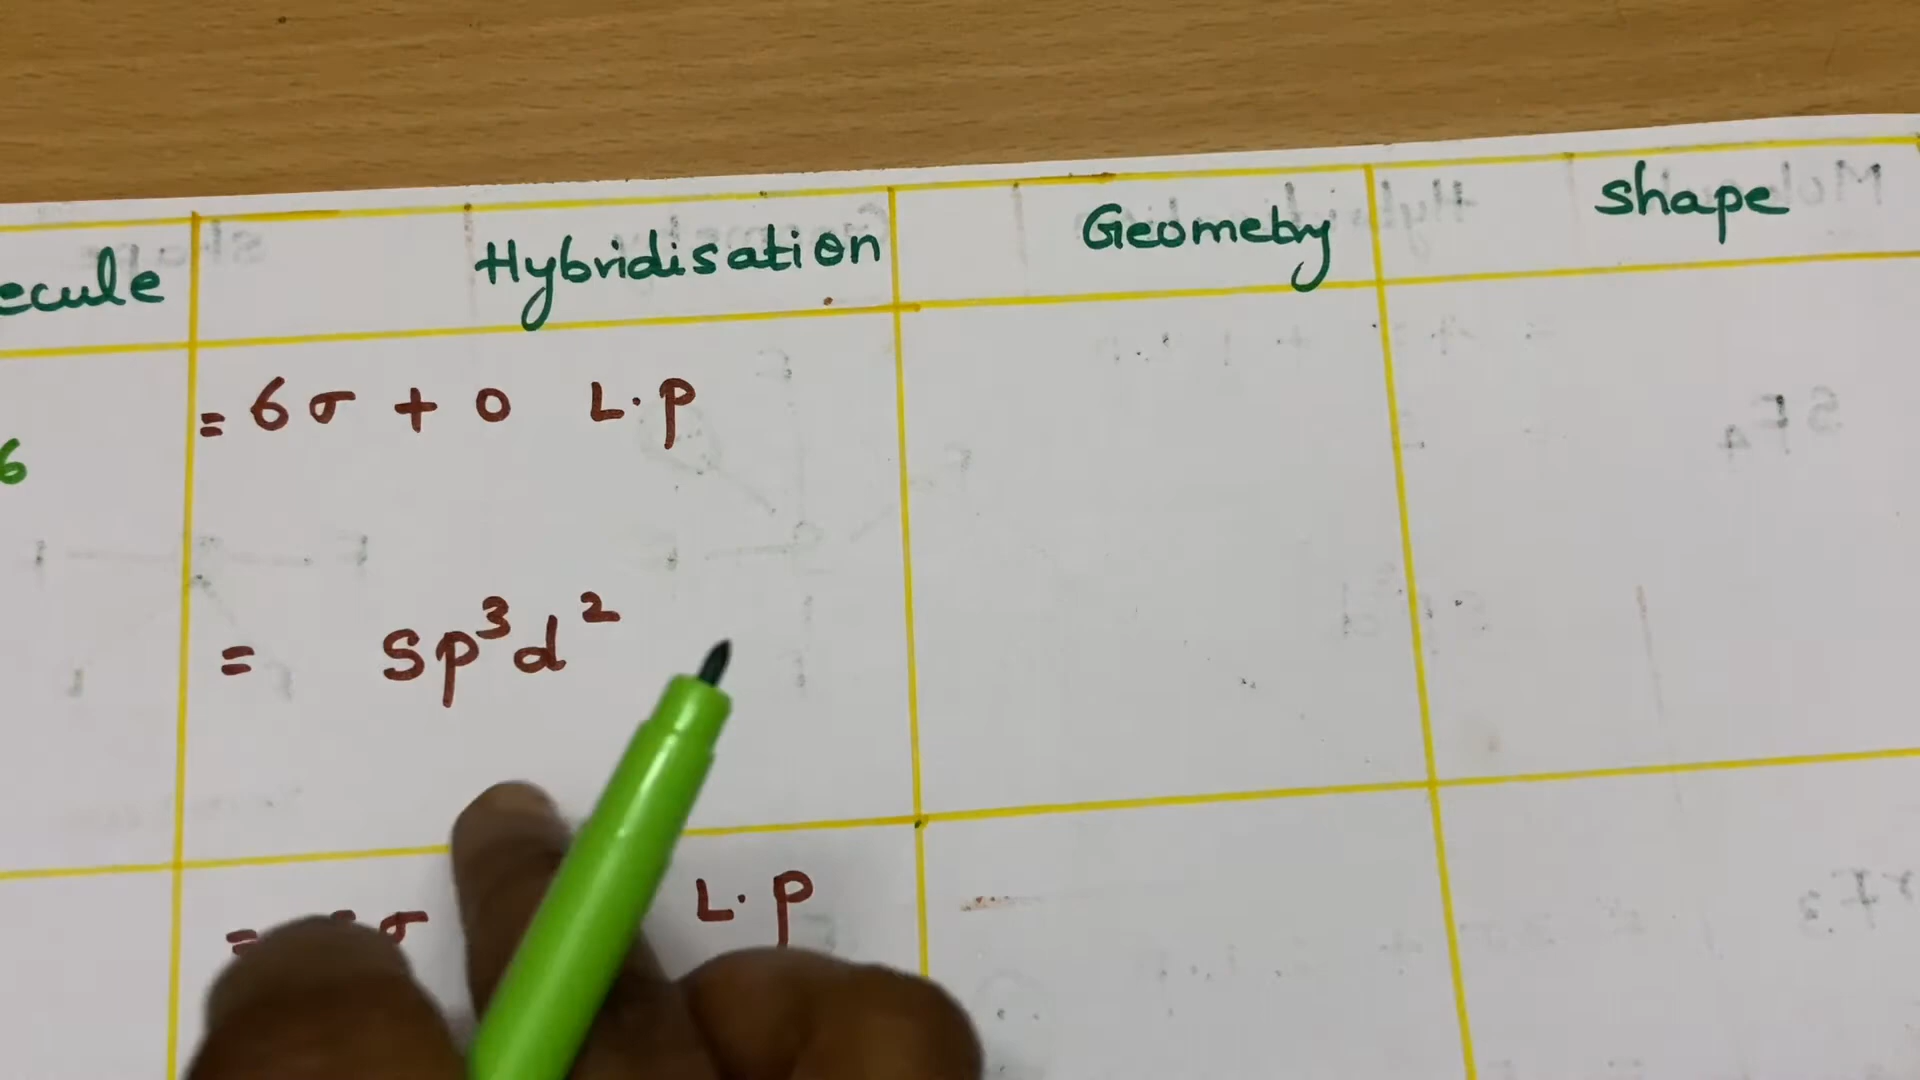 ecule Hybridisation Geometry shape
6 = 6σ + 0 L.p
= sp³d²
= σ L.p